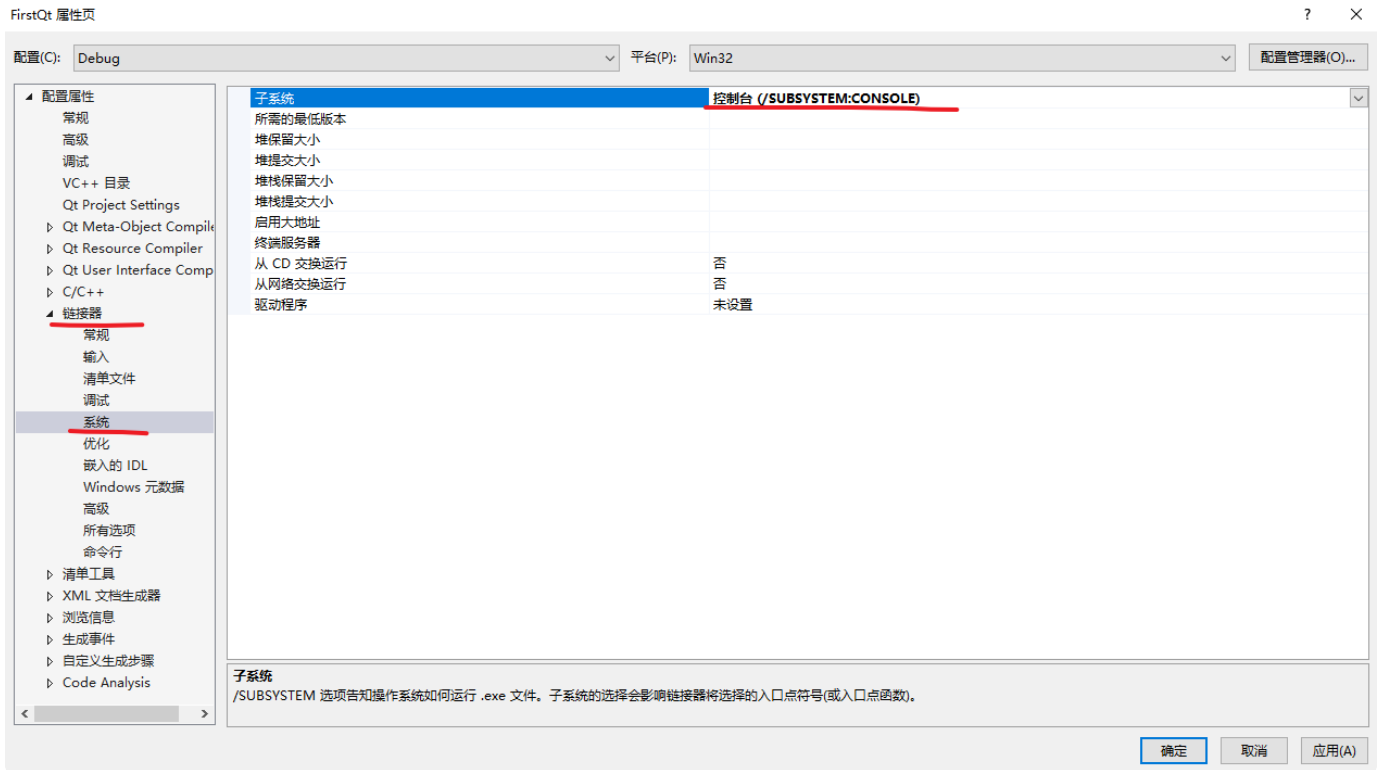 FirstQt 属性页
?
配置(C): Debug 平台(P): Win32 配置管理器(O)...
配置属性
常规
高级
调试
VC++ 目录
Qt Project Settings
Qt Meta-Object Compile
Qt Resource Compiler
Qt User Interface Comp
C/C++
链接器
常规
输入
清单文件
调试
系统
优化
嵌入的 IDL
Windows 元数据
高级
所有选项
命令行
清单工具
XML 文档生成器
浏览信息
生成事件
自定义生成步骤
Code Analysis
子系统 控制台 (/SUBSYSTEM:CONSOLE)
所需的最低版本
堆保留大小
堆提交大小
堆栈保留大小
堆栈提交大小
启用大地址
终端服务器
从 CD 交换运行 否
从网络交换运行 否
驱动程序 未设置
子系统
/SUBSYSTEM 选项告知操作系统如何运行 .exe 文件。子系统的选择会影响链接器将选择的入口点符号(或入口点函数)。
确定 取消 应用(A)